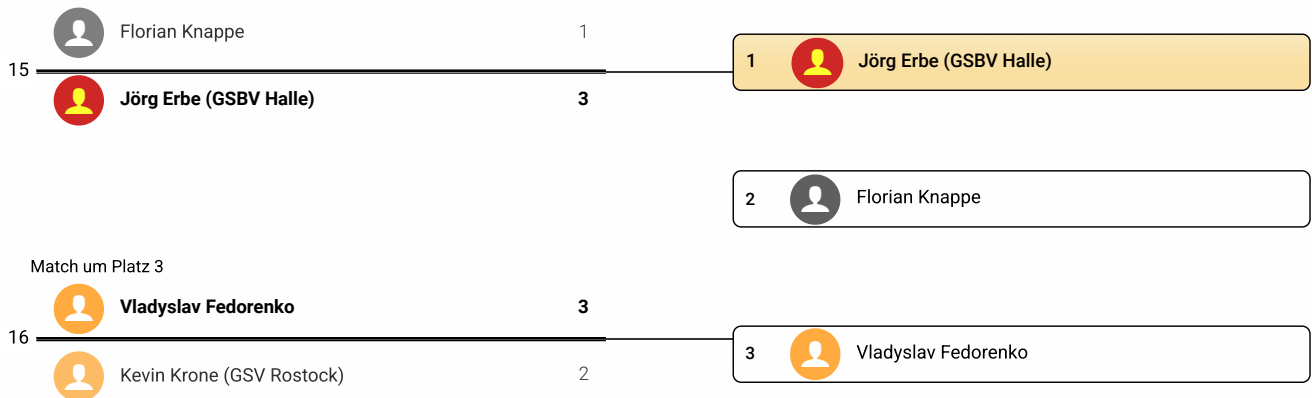 Florian Knappe 1
15
Jörg Erbe (GSBV Halle) 3
1 Jörg Erbe (GSBV Halle)
2 Florian Knappe
Match um Platz 3
Vladyslav Fedorenko 3
16
Kevin Krone (GSV Rostock) 2
3 Vladyslav Fedorenko